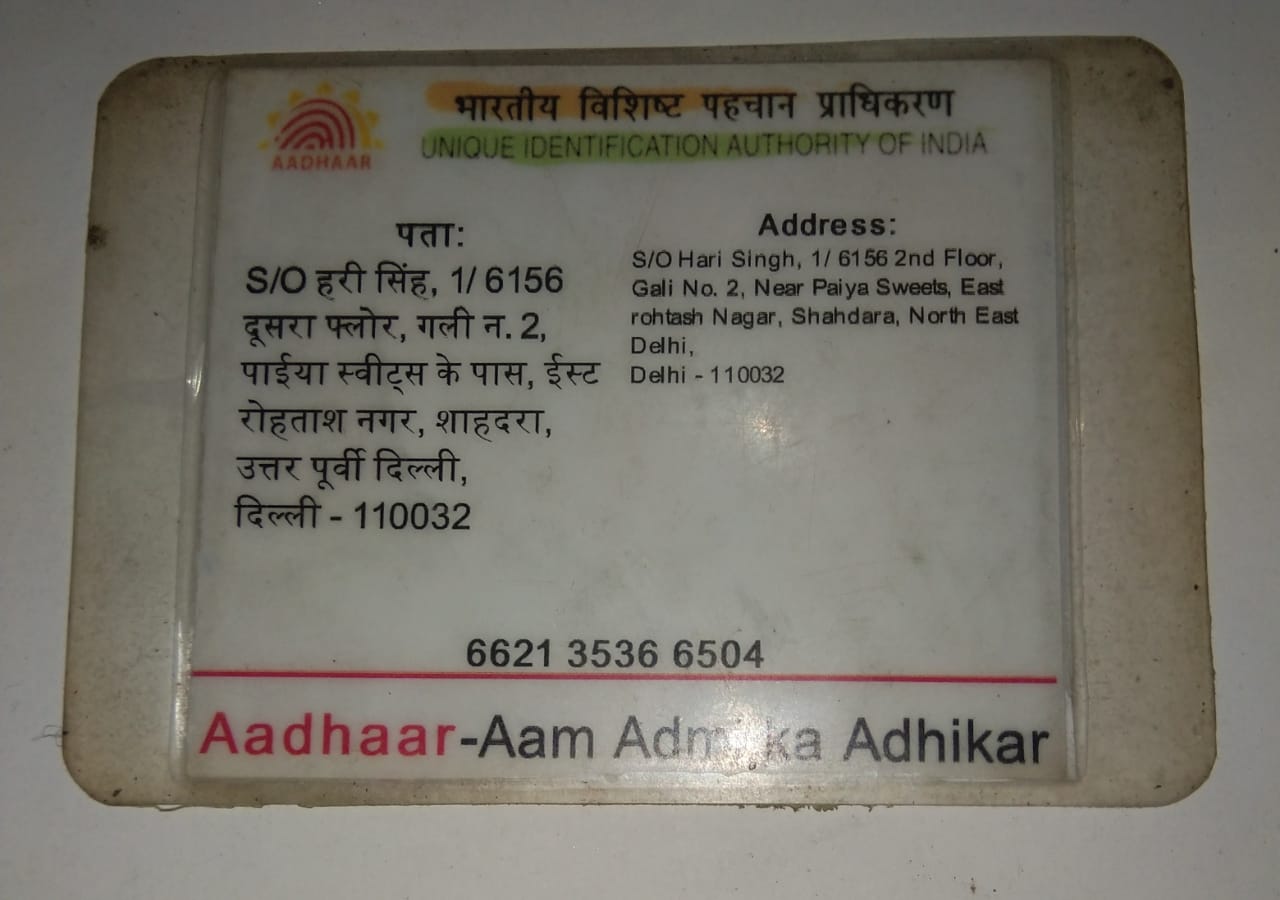 AADHAAR
भारतीय विशिष्ट पहचान प्राधिकरण
UNIQUE IDENTIFICATION AUTHORITY OF INDIA
पता:
S/O हरी सिंह, 1/ 6156
दूसरा फ्लोर, गली न. 2,
पाईया स्वीट्स के पास, ईस्ट
रोहताश नगर, शाहदरा,
उत्तर पूर्वी दिल्ली,
दिल्ली - 110032
Address:
S/O Hari Singh, 1/ 6156 2nd Floor,
Gali No. 2, Near Paiya Sweets, East
rohtash Nagar, Shahdara, North East
Delhi,
Delhi - 110032
6621 3536 6504
Aadhaar-Aam Admi ka Adhikar